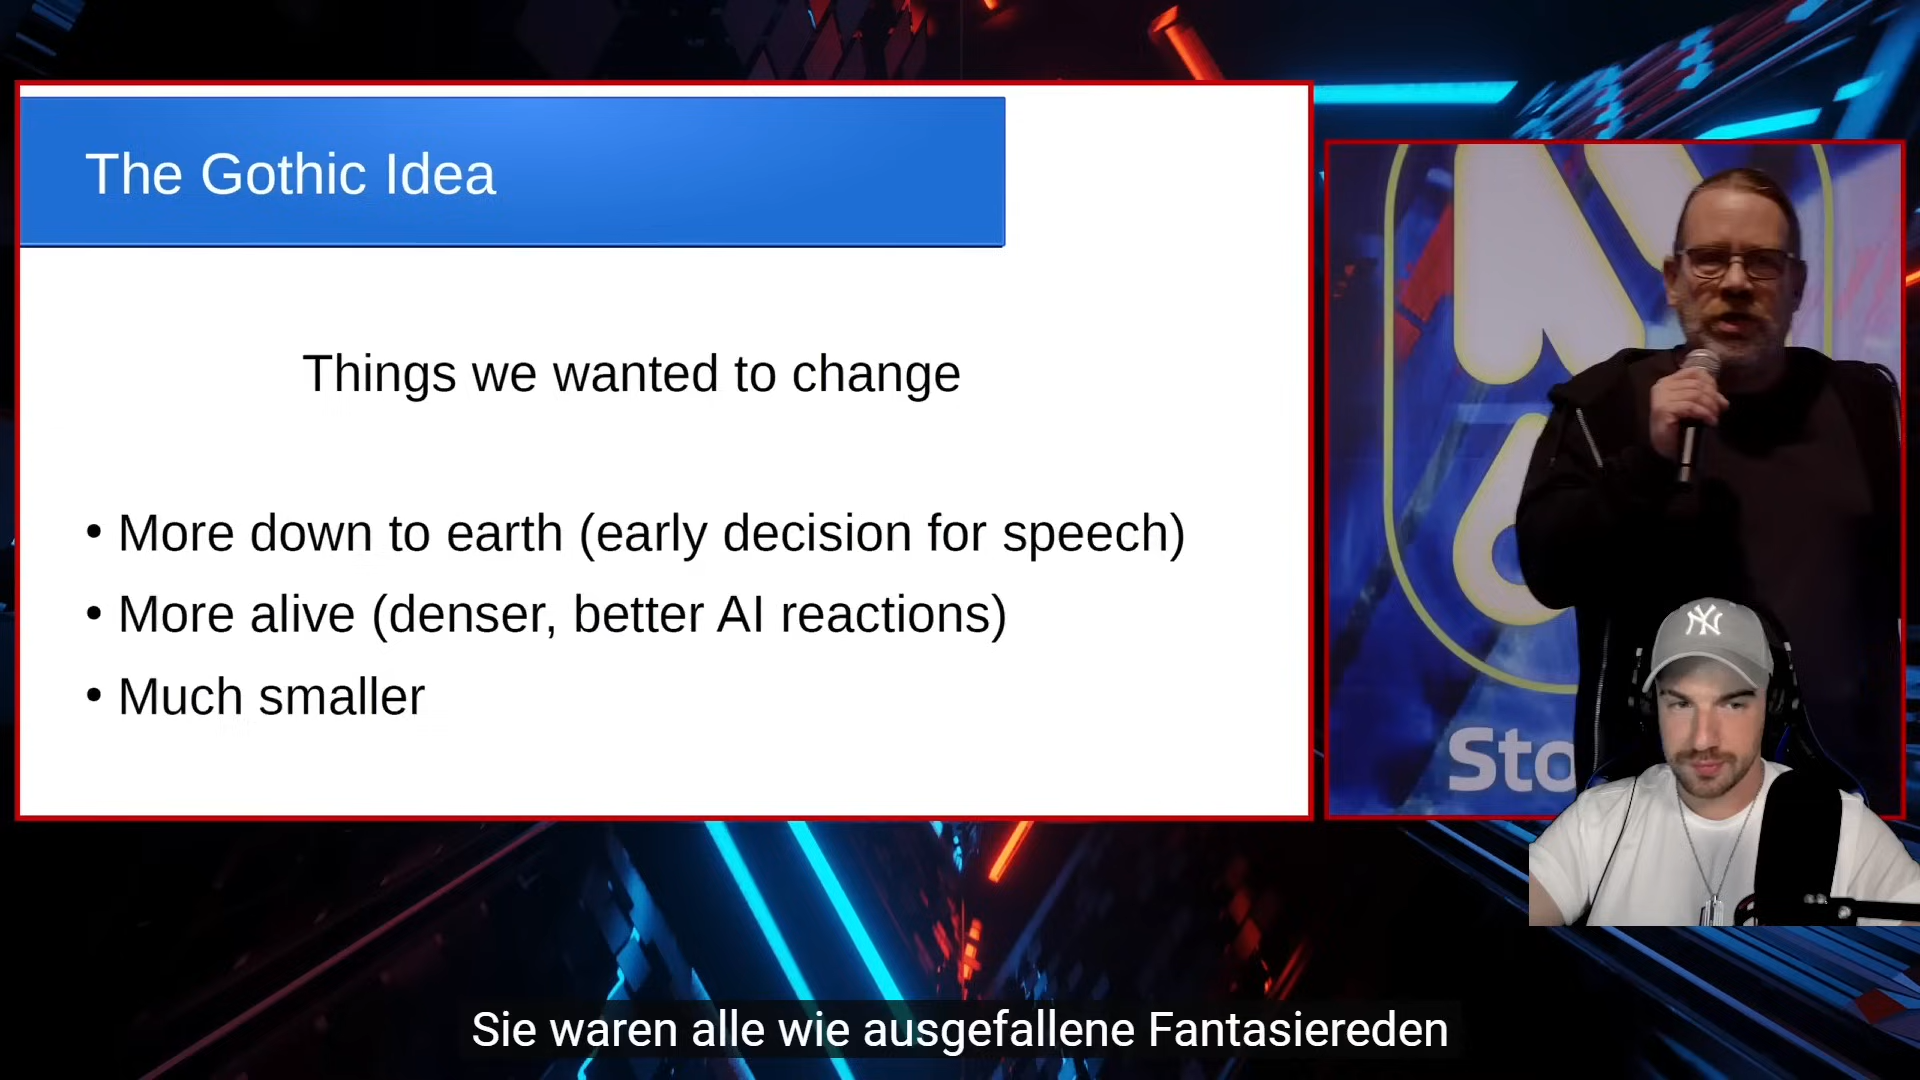 The Gothic Idea
Things we wanted to change
• More down to earth (early decision for speech)
• More alive (denser, better AI reactions)
• Much smaller
Sto
NY
Sie waren alle wie ausgefallene Fantasiereden